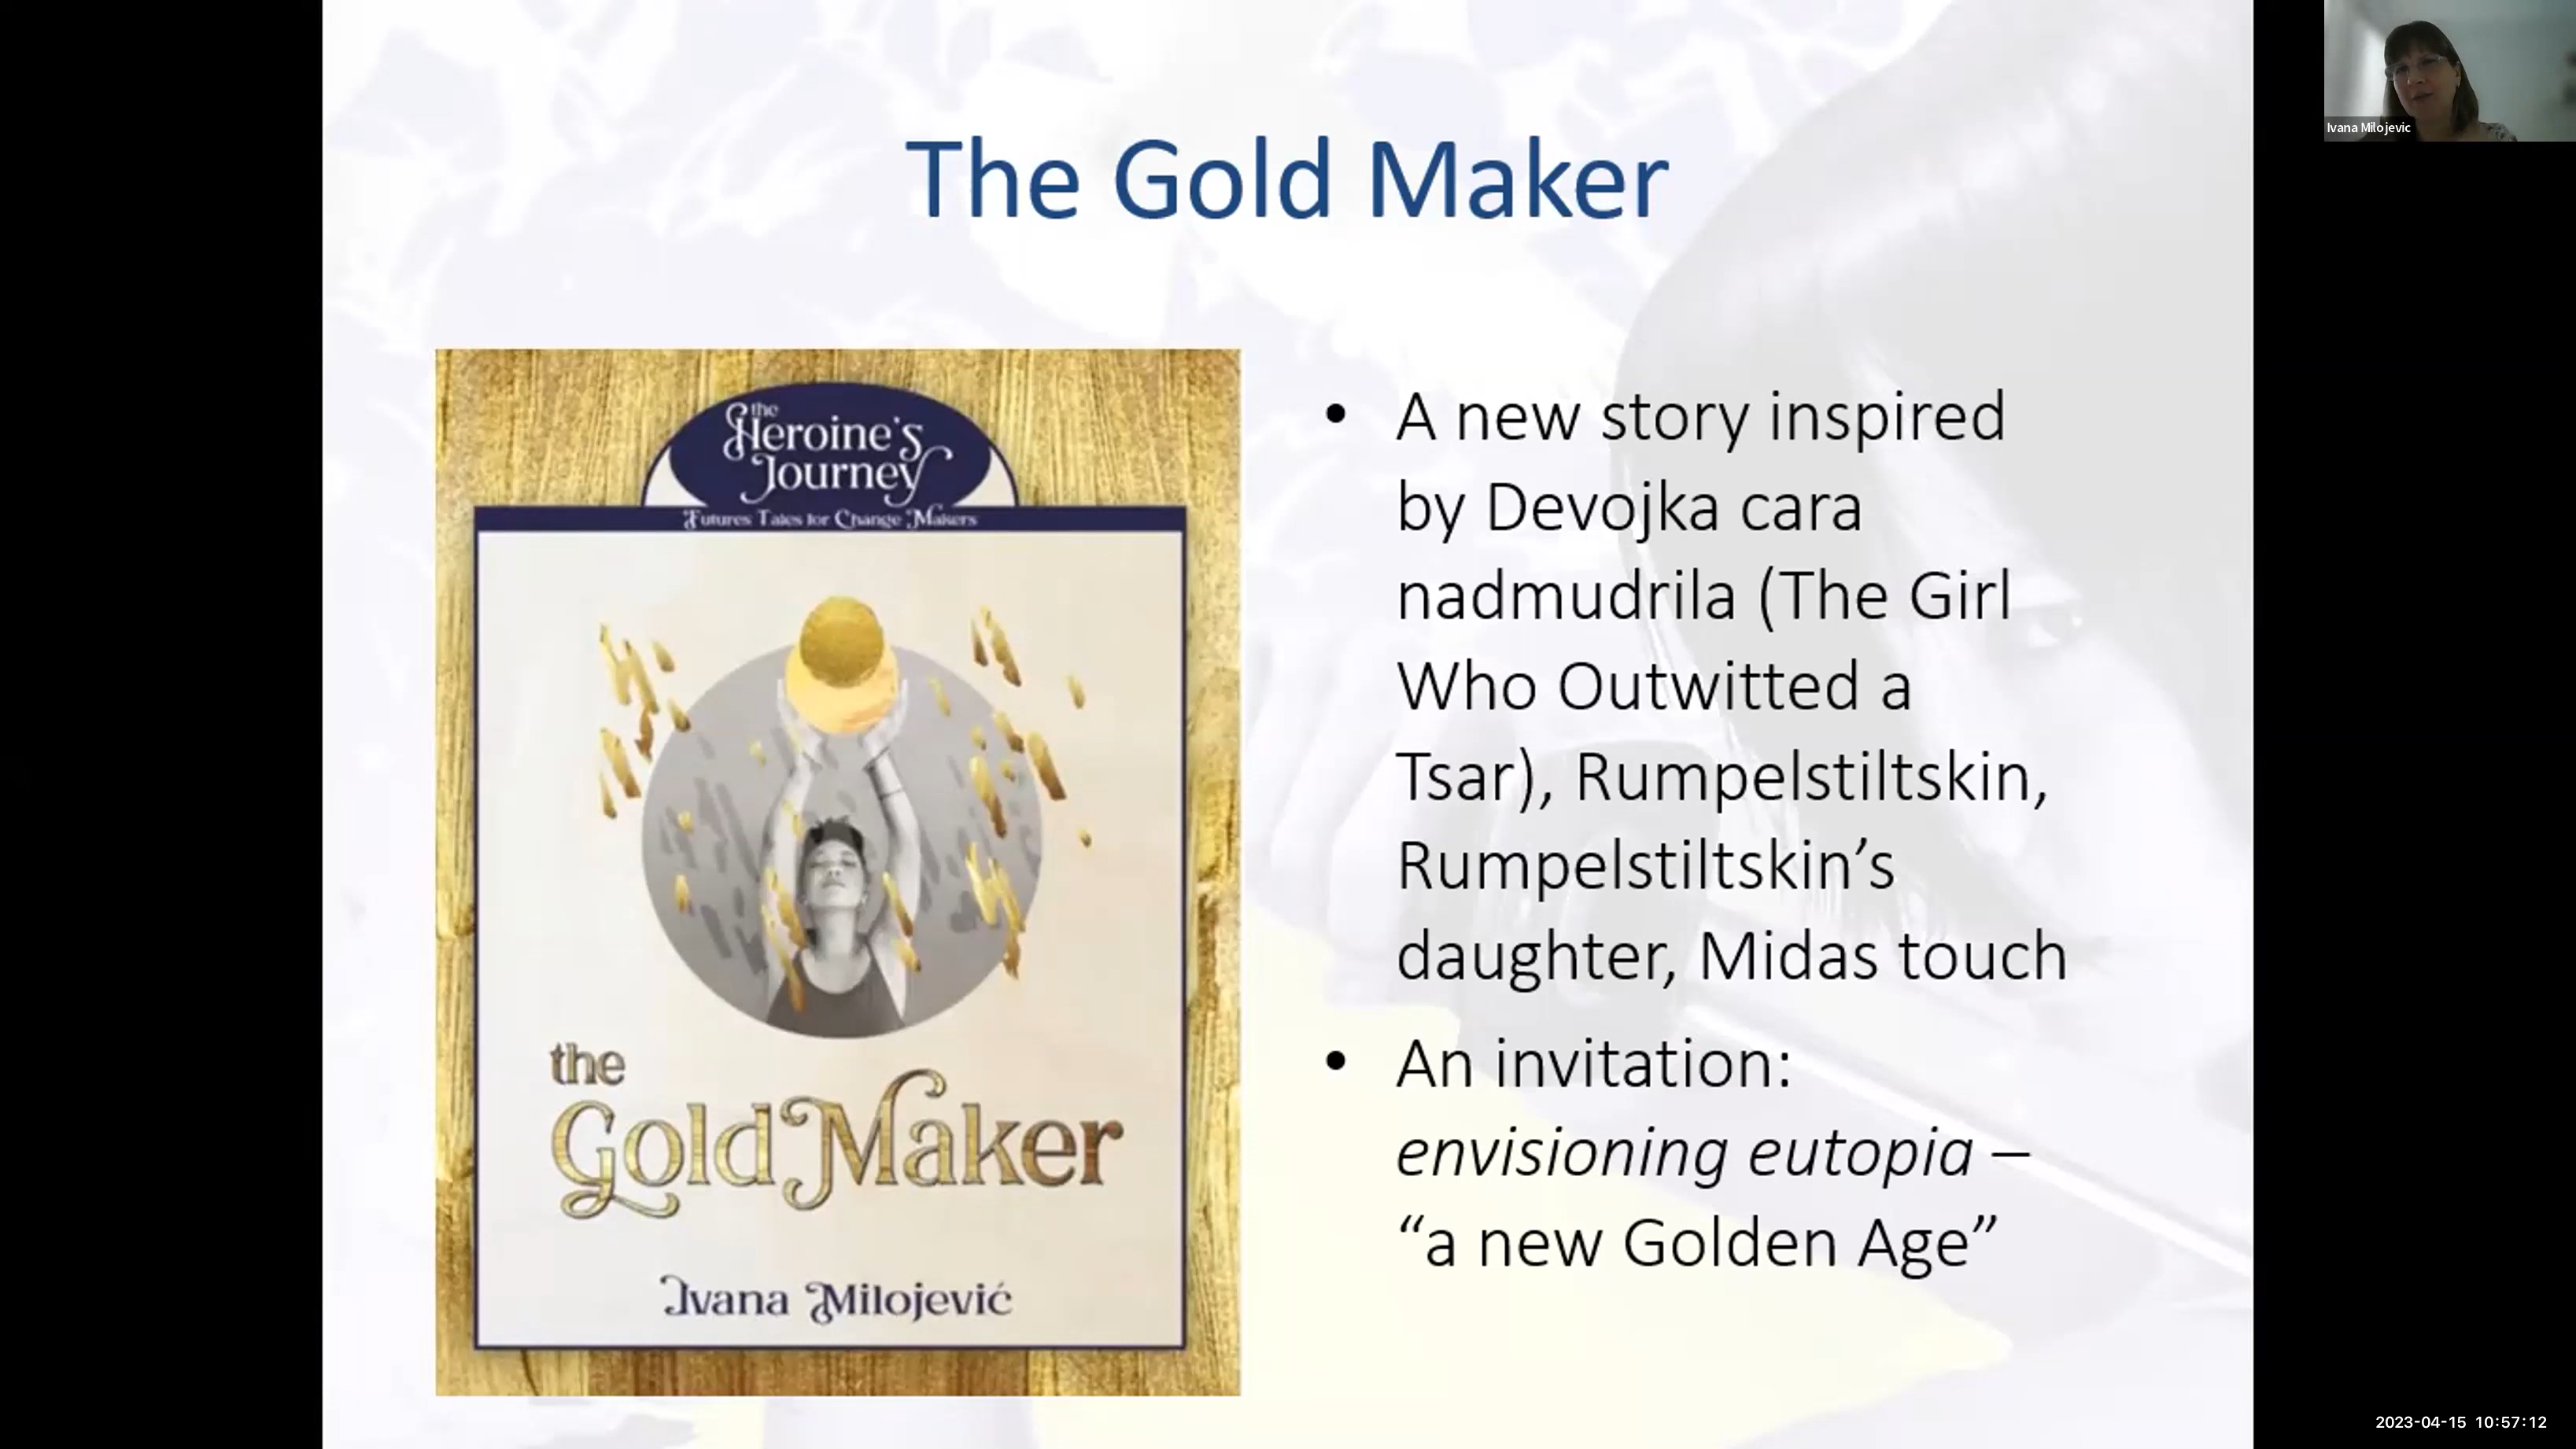 The Gold Maker
Ivana Milojevic
the
Heroine's
Journey
Futures Tales for Change Makers
the
Gold Maker
Ivana Milojević
• A new story inspired
by Devojka cara
nadmudrila (The Girl
Who Outwitted a
Tsar), Rumpelstiltskin,
Rumpelstiltskin’s
daughter, Midas touch
• An invitation:
envisioning eutopia –
“a new Golden Age”
2023-04-15 10:57:12